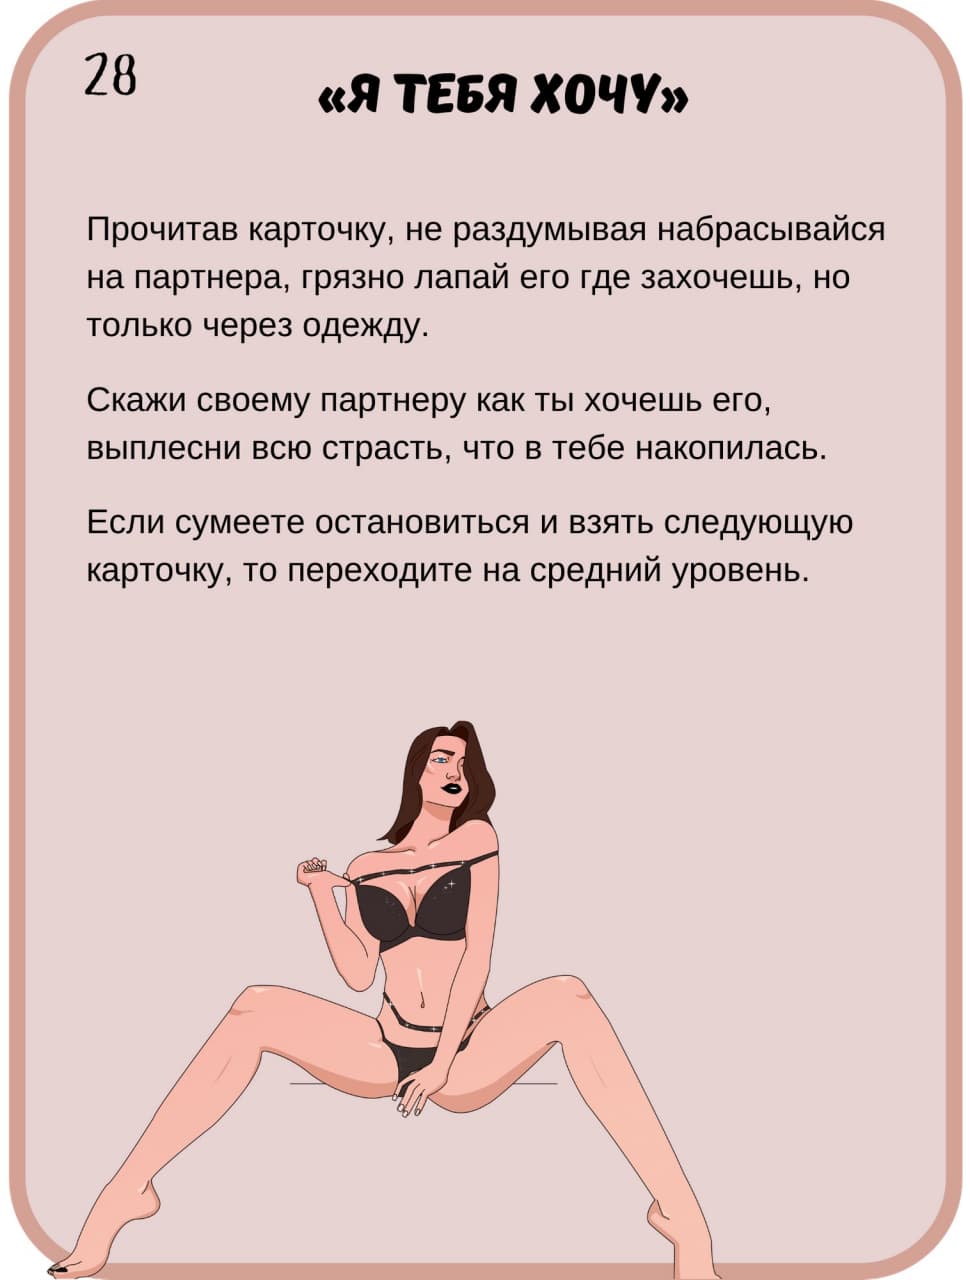 28
«Я ТЕБЯ ХОЧУ»
Прочитав карточку, не раздумывая набрасывайся
на партнера, грязно лапай его где захочешь, но
только через одежду.
Скажи своему партнеру как ты хочешь его,
выплесни всю страсть, что в тебе накопилась.
Если сумеете остановиться и взять следующую
карточку, то переходите на средний уровень.